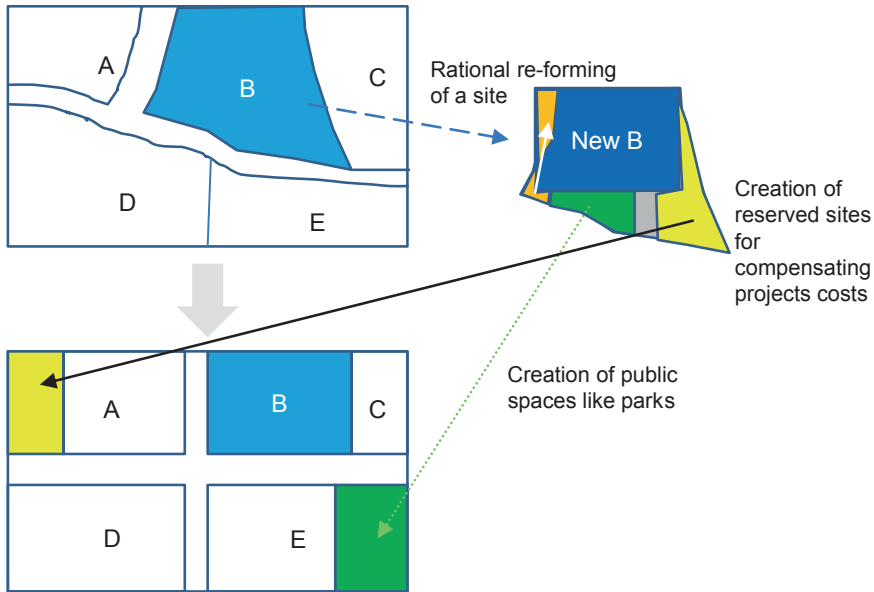 A
B
C
D
E
Rational re-forming
of a site
New B
Creation of
reserved sites
for
compensating
projects costs
Creation of public
spaces like parks
A
B
C
D
E